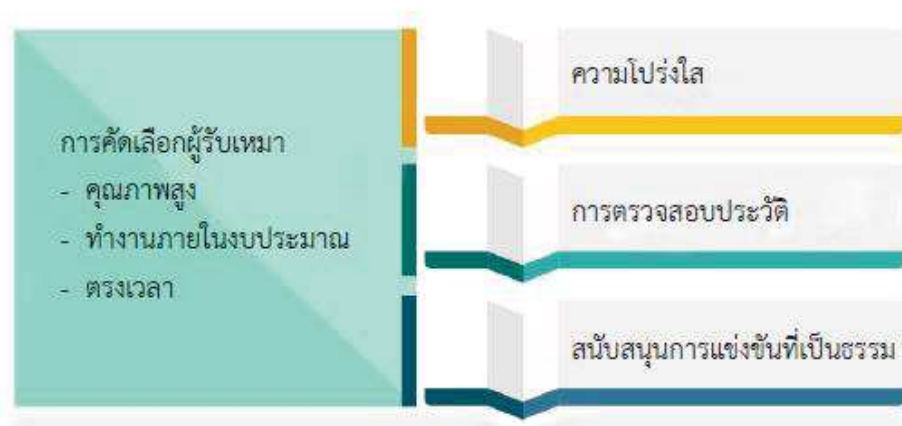 การคัดเลือกผู้รับเหมา
- คุณภาพสูง
- ทำงานภายในงบประมาณ
- ตรงเวลา
ความโปร่งใส
การตรวจสอบประวัติ
สนับสนุนการแข่งขันที่เป็นธรรม